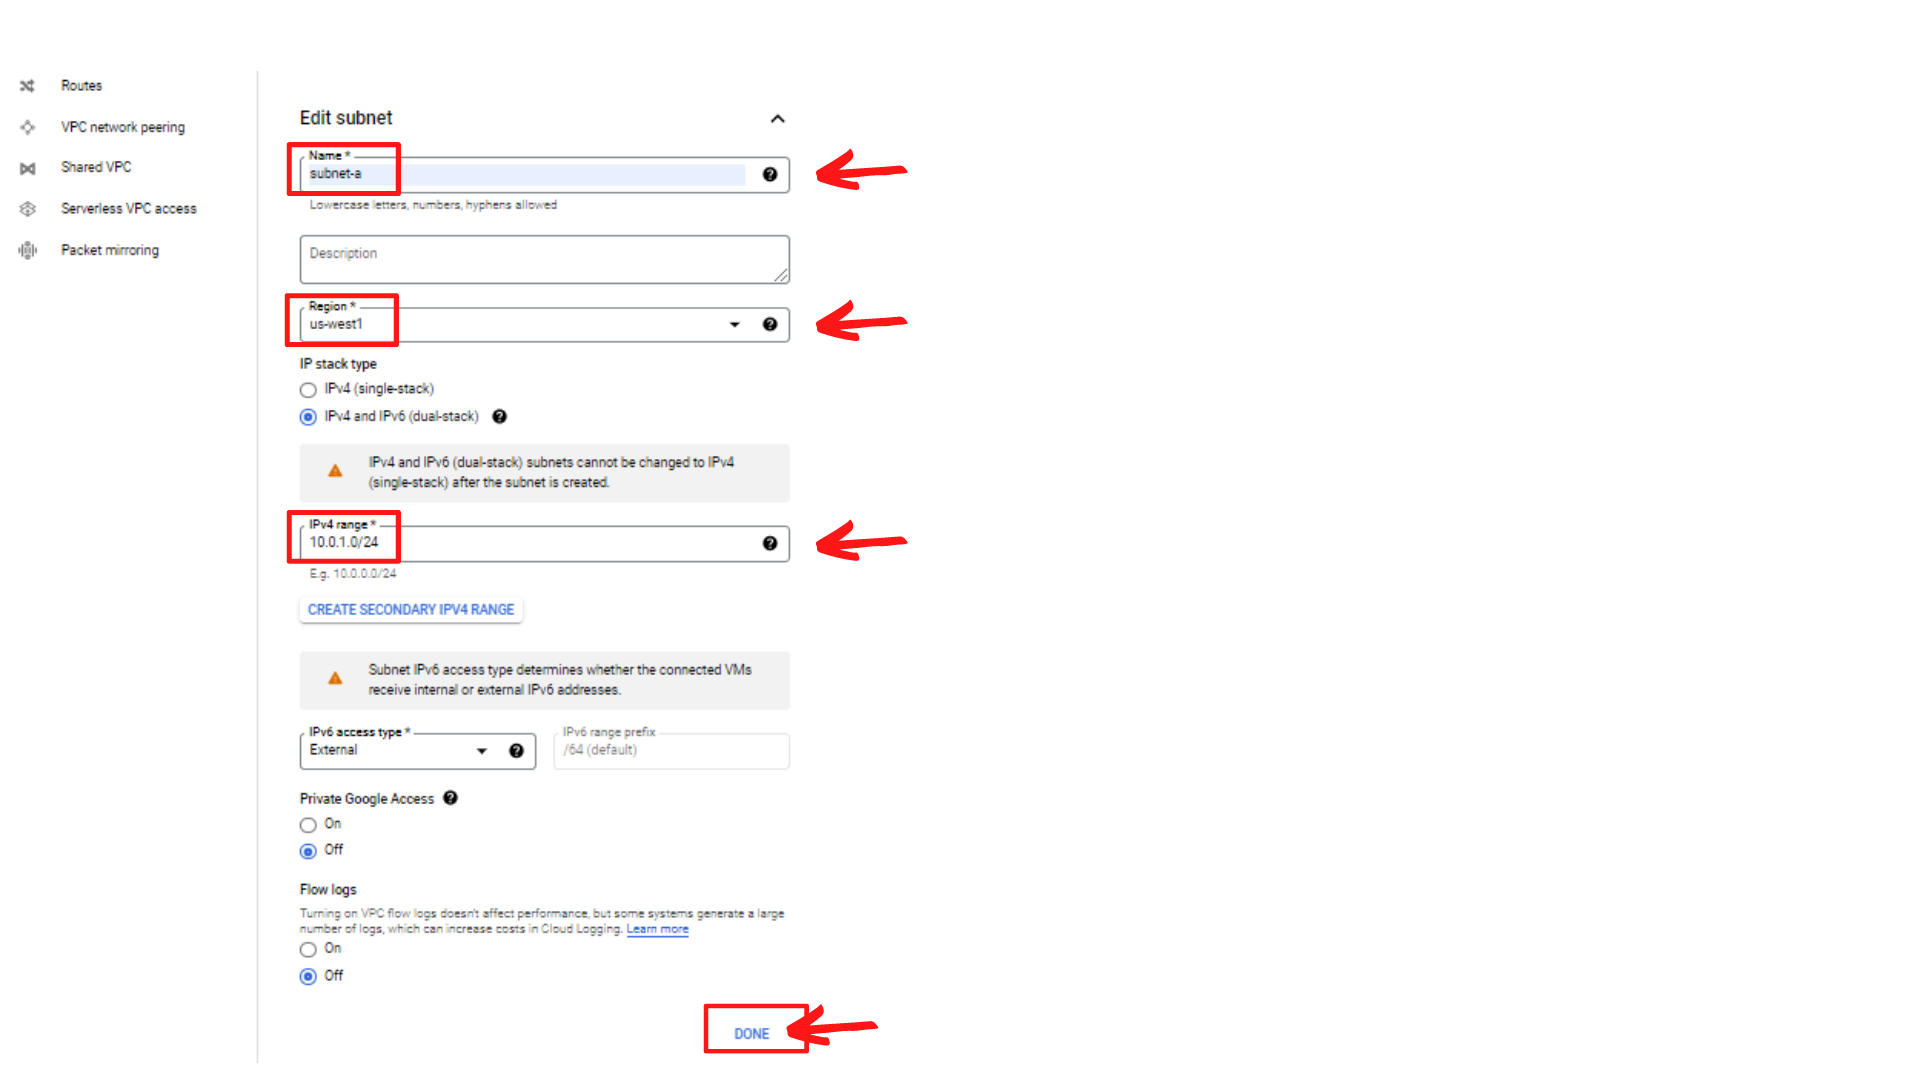 Routes
VPC network peering
Shared VPC
Serverless VPC access
Packet mirroring
Edit subnet
Name *
subnet-a
Lowercase letters, numbers, hyphens allowed
Description
Region *
us-west1
IP stack type
IPv4 (single-stack)
IPv4 and IPv6 (dual-stack)
IPv4 and IPv6 (dual-stack) subnets cannot be changed to IPv4
(single-stack) after the subnet is created.
IPv4 range *
10.0.1.0/24
E.g. 10.0.0.0/24
CREATE SECONDARY IPV4 RANGE
Subnet IPv6 access type determines whether the connected VMs
receive internal or external IPv6 addresses.
IPv6 access type *
External
IPv6 range prefix
/64 (default)
Private Google Access
On
Off
Flow logs
Turning on VPC flow logs doesn't affect performance, but some systems generate a large
number of logs, which can increase costs in Cloud Logging. Learn more
On
Off
DONE